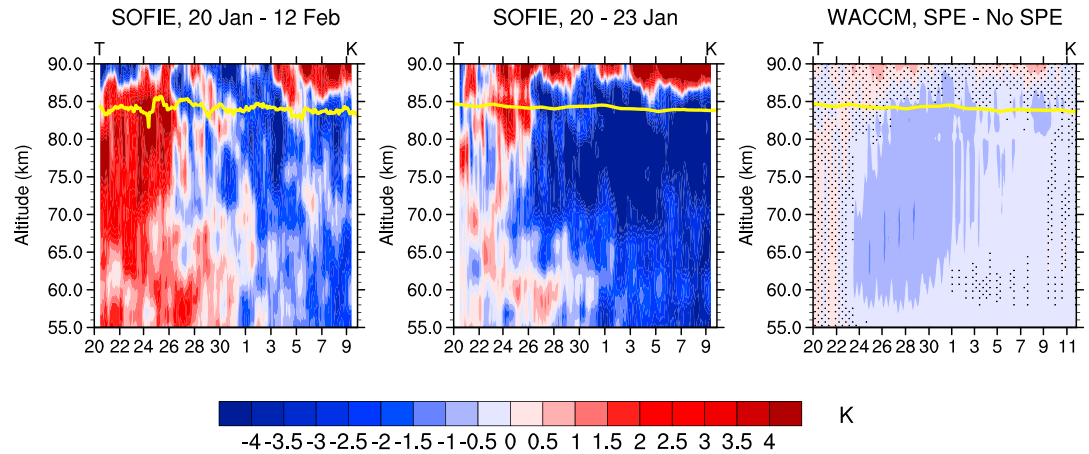 SOFIE, 20 Jan - 12 Feb
SOFIE, 20 - 23 Jan
WACCM, SPE - No SPE
T K
T K
T K
Altitude (km)
90.0
85.0
80.0
75.0
70.0
65.0
60.0
55.0
20 22 24 26 28 30 1 3 5 7 9
Altitude (km)
90.0
85.0
80.0
75.0
70.0
65.0
60.0
55.0
20 22 24 26 28 30 1 3 5 7 9
Altitude (km)
90.0
85.0
80.0
75.0
70.0
65.0
60.0
55.0
20 22 24 26 28 30 1 3 5 7 9 11
-4 -3.5 -3 -2.5 -2 -1.5 -1 -0.5 0 0.5 1 1.5 2 2.5 3 3.5 4
K